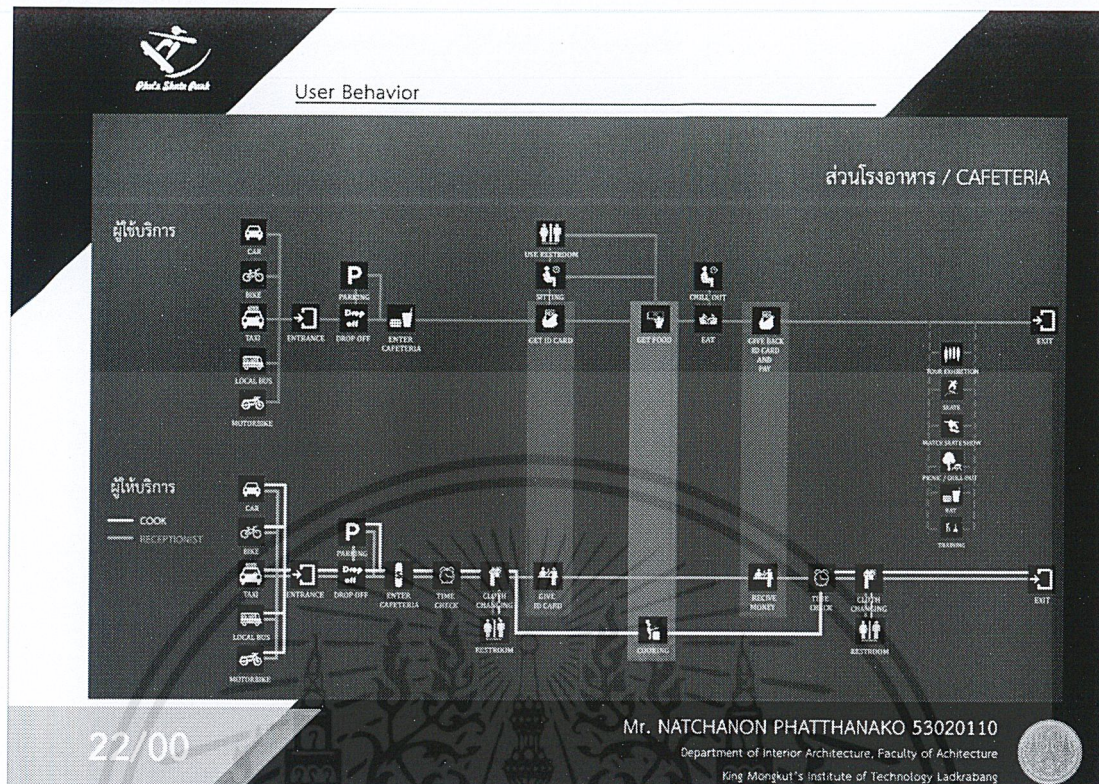 Phat's Skate Park
User Behavior
ส่วนโรงอาหาร / CAFETERIA
ผู้ใช้บริการ
CAR
BIKE
TAXI
LOCAL BUS
MOTORBIKE
ENTRANCE
P
PARKING
Drop
off
DROP OFF
ENTER
CAFETERIA
USE RESTROOM
SITTING
GET ID CARD
GET FOOD
CHILL OUT
EAT
GIVE BACK
ID CARD
AND
PAY
TOUR EXHIBITION
SKATE
MATCH SKATE SHOW
PICNIC / CHILL OUT
EAT
TRAINING
EXIT
ผู้ให้บริการ
COOK
RECEPTIONIST
CAR
BIKE
TAXI
LOCAL BUS
MOTORBIKE
ENTRANCE
P
PARKING
Drop
off
DROP OFF
ENTER
CAFETERIA
TIME
CHECK
CLOTH
CHANGING
RESTROOM
GIVE
ID CARD
COOKING
RECIVE
MONEY
TIME
CHECK
CLOTH
CHANGING
RESTROOM
EXIT
22/00
Mr. NATCHANON PHATTHANAKO 53020110
Department of Interior Architecture, Faculty of Achitecture
King Mongkut's Institute of Technology Ladkrabang